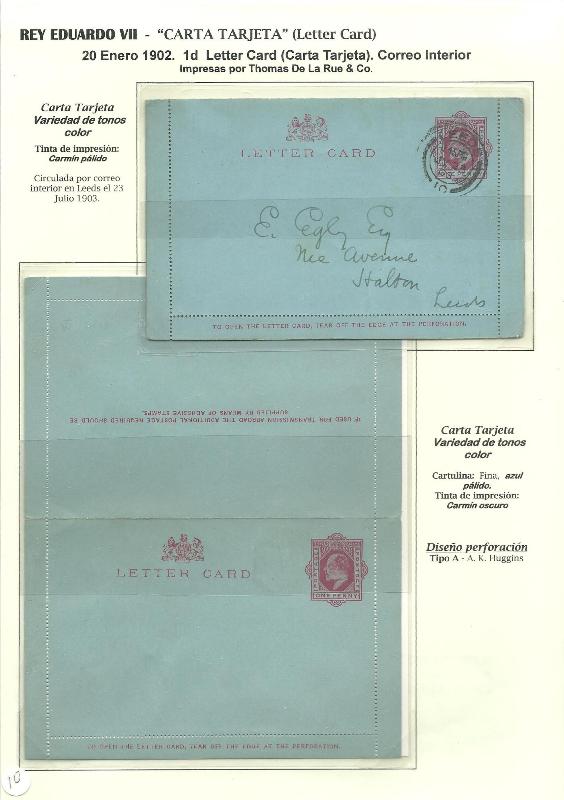 REY EDUARDO VII - “CARTA TARJETA” (Letter Card)
20 Enero 1902. 1d Letter Card (Carta Tarjeta). Correo Interior
Impresas por Thomas De La Rue & Co.
Carta Tarjeta
Variedad de tonos
color
Tinta de impresión:
Carmín pálido
Circulada por correo
interior en Leeds el 23
Julio 1903.
LETTER CARD
E. Egly Esq
Nee Avenue
Halton
Leeds
TO OPEN THE LETTER CARD, TEAR OFF THE EDGE AT THE PERFORATION.
IF USED FOR TRANSMISSION ABROAD THE ADDITIONAL POSTAGE REQUIRED SHOULD BE
SUPPLIED BY MEANS OF ADHESIVE STAMPS.
LETTER CARD
POSTAGE
ONE PENNY
TO OPEN THE LETTER CARD, TEAR OFF THE EDGE AT THE PERFORATION.
Carta Tarjeta
Variedad de tonos
color
Cartulina: Fina, azul
pálido.
Tinta de impresión:
Carmín oscuro
Diseño perforación
Tipo A - A. K. Huggins
10